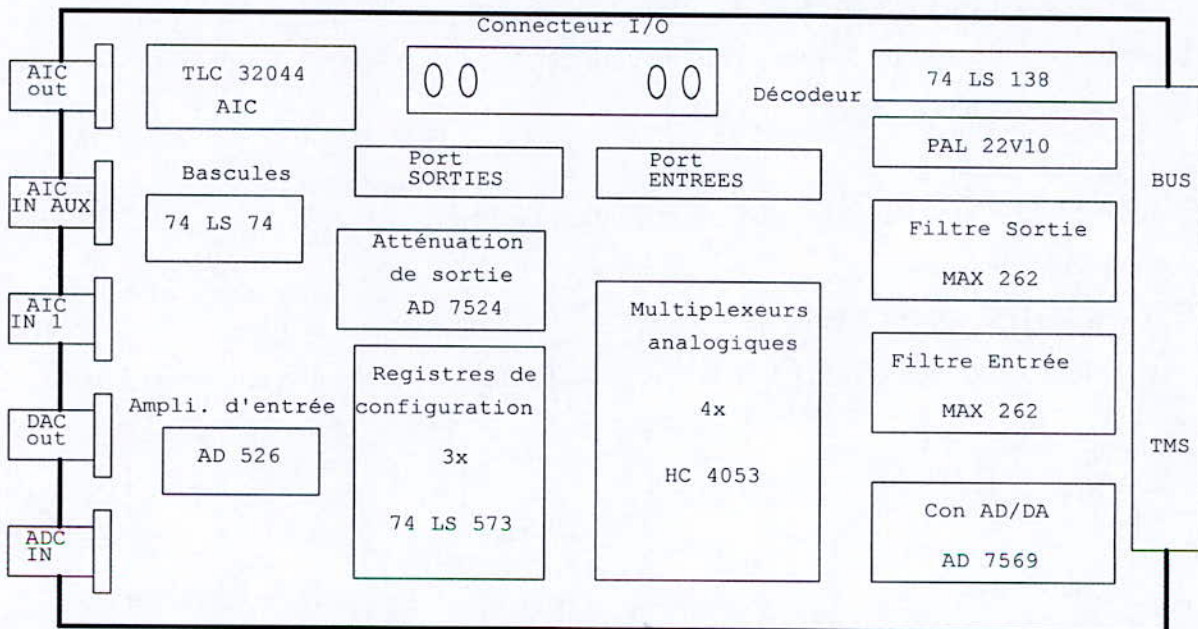 Connecteur I/O
AIC
out
TLC 32044
AIC
Décodeur
74 LS 138
PAL 22V10
BUS
TMS
AIC
IN AUX
Bascules
74 LS 74
Port
SORTIES
Port
ENTREES
Atténuation
de sortie
AD 7524
Filtre Sortie
MAX 262
AIC
IN 1
Multiplexeurs
analogiques
4x
HC 4053
Filtre Entrée
MAX 262
DAC
out
Ampli. d'entrée
AD 526
Registres de
configuration
3x
74 LS 573
Con AD/DA
AD 7569
ADC
IN